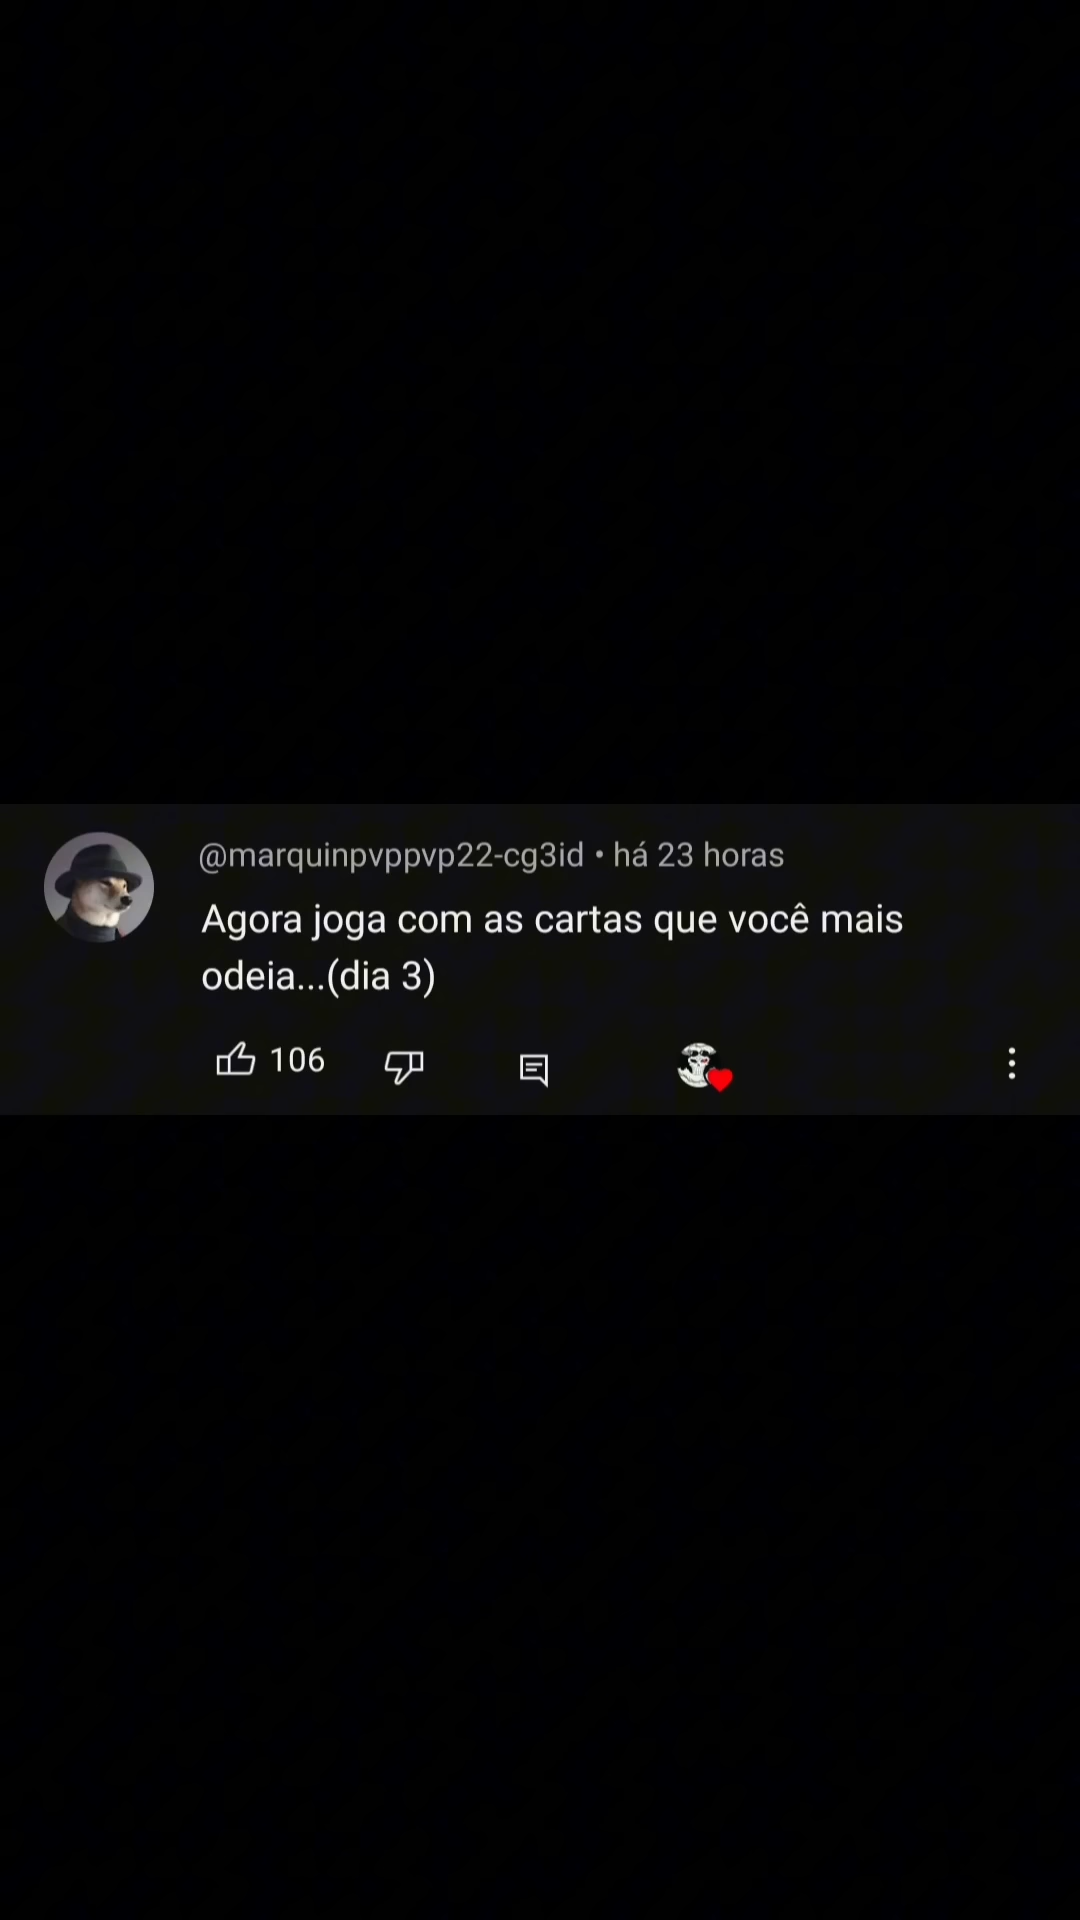 @marquinpvppvp22-cg3id • há 23 horas
Agora joga com as cartas que você mais
odeia...(dia 3)
106